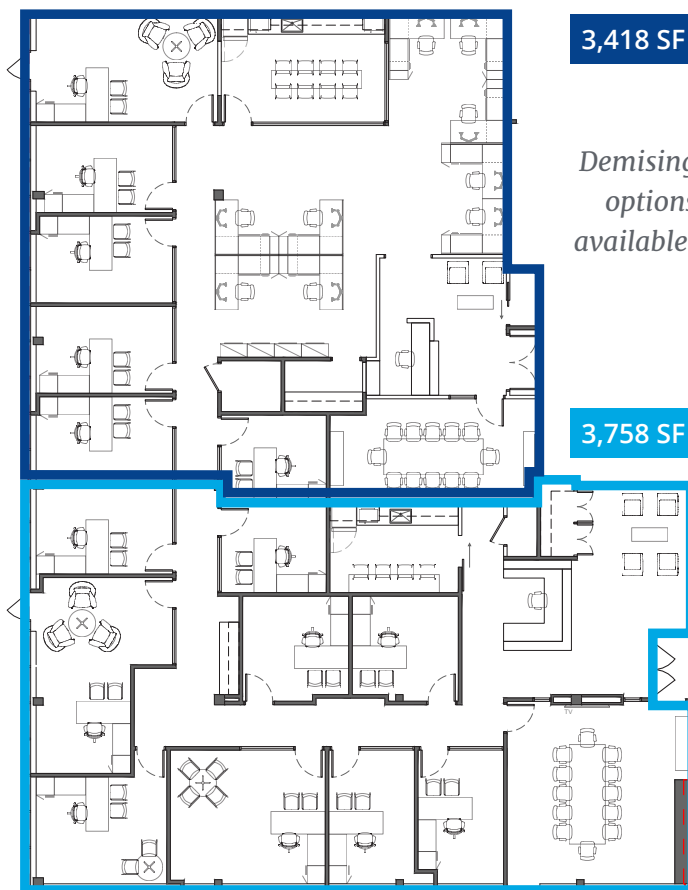 3,418 SF
Demising
options
available.
3,758 SF
TV